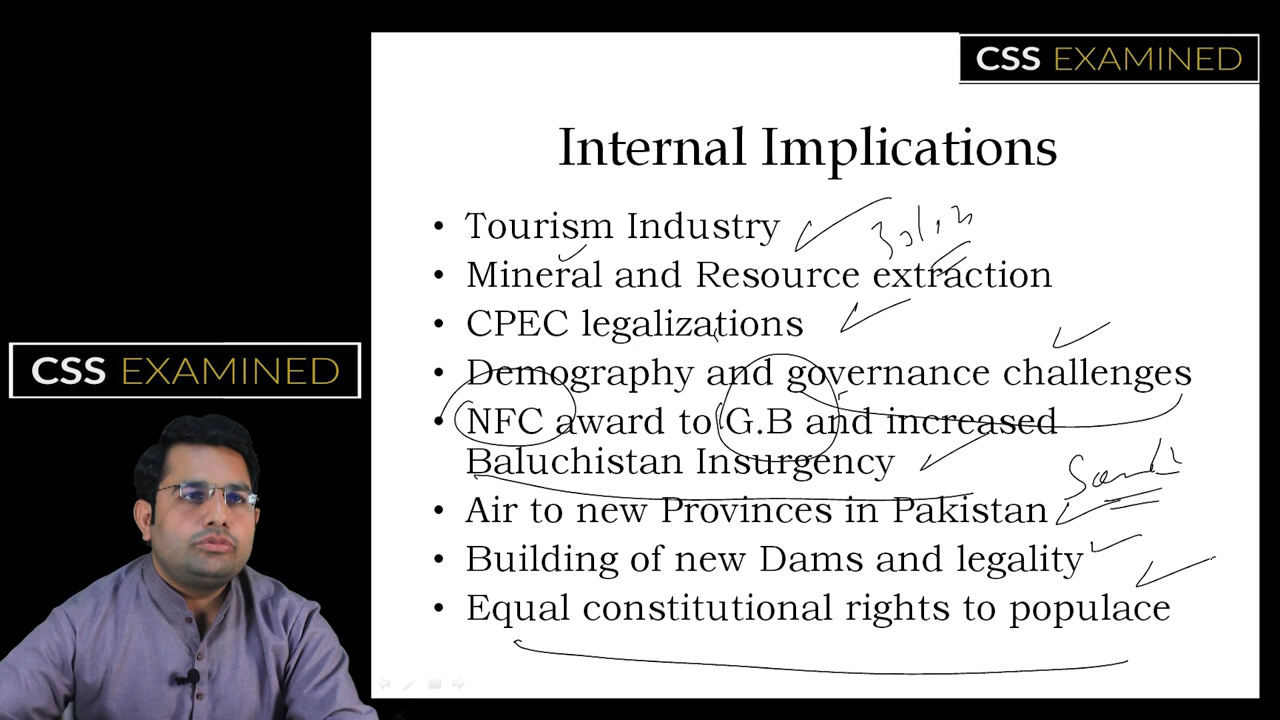 CSS EXAMINED
Internal Implications
• Tourism Industry
• Mineral and Resource extraction
• CPEC legalizations
• Demography and governance challenges
• NFC award to G.B and increased
Baluchistan Insurgency
• Air to new Provinces in Pakistan
• Building of new Dams and legality
• Equal constitutional rights to populace
CSS EXAMINED